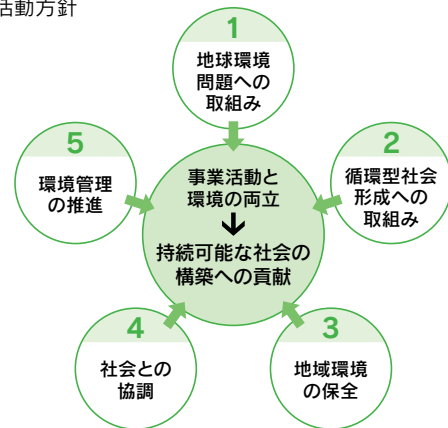 活動方針
1
地球環境
問題への
取組み
2
循環型社会
形成への
取組み
3
地域環境
の保全
4
社会との
協調
5
環境管理
の推進
事業活動と
環境の両立
↓
持続可能な社会の
構築への貢献